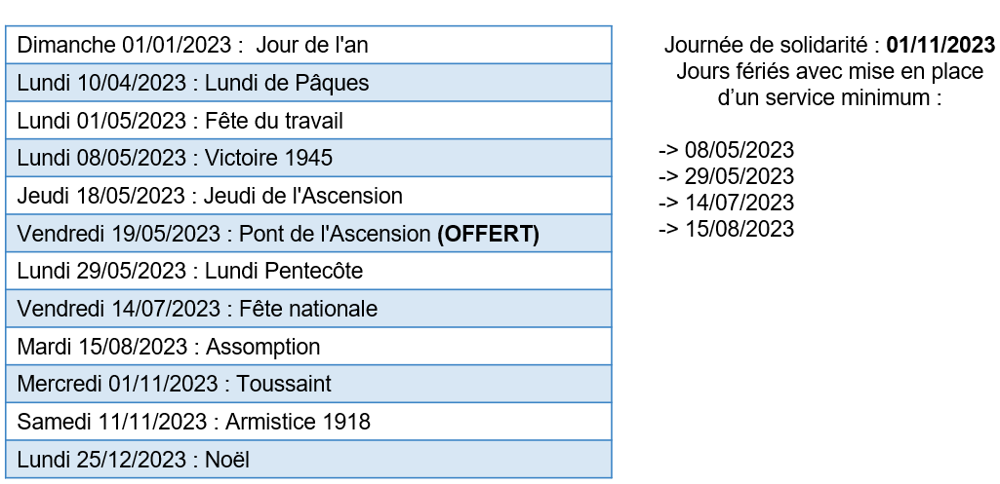 Dimanche 01/01/2023 :  Jour de l'an
Lundi 10/04/2023 : Lundi de Pâques
Lundi 01/05/2023 : Fête du travail
Lundi 08/05/2023 : Victoire 1945
Jeudi 18/05/2023 : Jeudi de l'Ascension
Vendredi 19/05/2023 : Pont de l'Ascension (OFFERT)
Lundi 29/05/2023 : Lundi Pentecôte
Vendredi 14/07/2023 : Fête nationale
Mardi 15/08/2023 : Assomption
Mercredi 01/11/2023 : Toussaint
Samedi 11/11/2023 : Armistice 1918
Lundi 25/12/2023 : Noël
Journée de solidarité : 01/11/2023
Jours fériés avec mise en place
d’un service minimum :
-> 08/05/2023
-> 29/05/2023
-> 14/07/2023
-> 15/08/2023